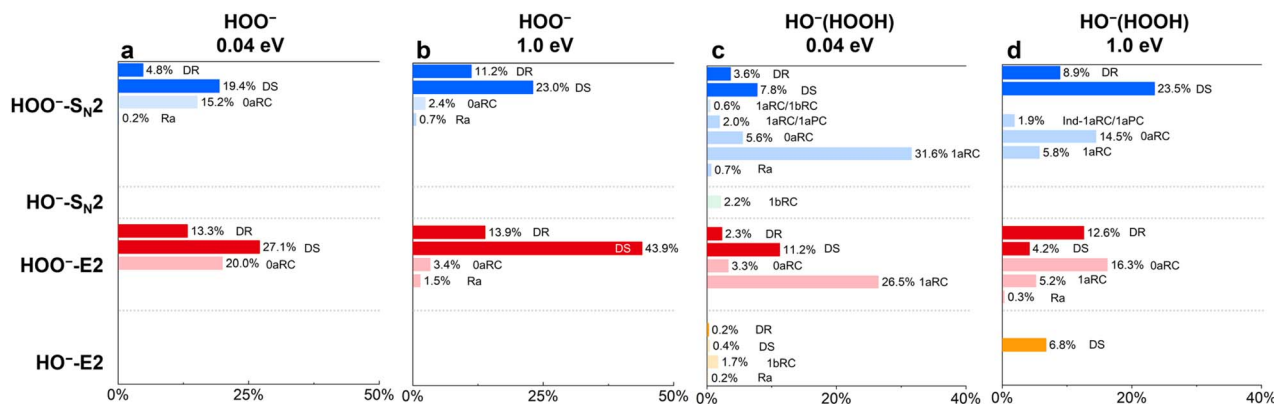 a
HOO⁻
0.04 eV
b
HOO⁻
1.0 eV
c
HO⁻(HOOH)
0.04 eV
d
HO⁻(HOOH)
1.0 eV
HOO⁻-SN2
HO⁻-SN2
HOO⁻-E2
HO⁻-E2
4.8% DR
19.4% DS
15.2% 0aRC
0.2% Ra
13.3% DR
27.1% DS
20.0% 0aRC
0% 25% 50%
11.2% DR
23.0% DS
2.4% 0aRC
0.7% Ra
13.9% DR
DS 43.9%
3.4% 0aRC
1.5% Ra
0% 25% 50%
3.6% DR
7.8% DS
0.6% 1aRC/1bRC
2.0% 1aRC/1aPC
5.6% 0aRC
31.6% 1aRC
0.7% Ra
2.2% 1bRC
2.3% DR
11.2% DS
3.3% 0aRC
26.5% 1aRC
0.2% DR
0.4% DS
1.7% 1bRC
0.2% Ra
0% 20% 40%
8.9% DR
23.5% DS
1.9% Ind-1aRC/1aPC
14.5% 0aRC
5.8% 1aRC
12.6% DR
4.2% DS
16.3% 0aRC
5.2% 1aRC
0.3% Ra
6.8% DS
0% 20% 40%